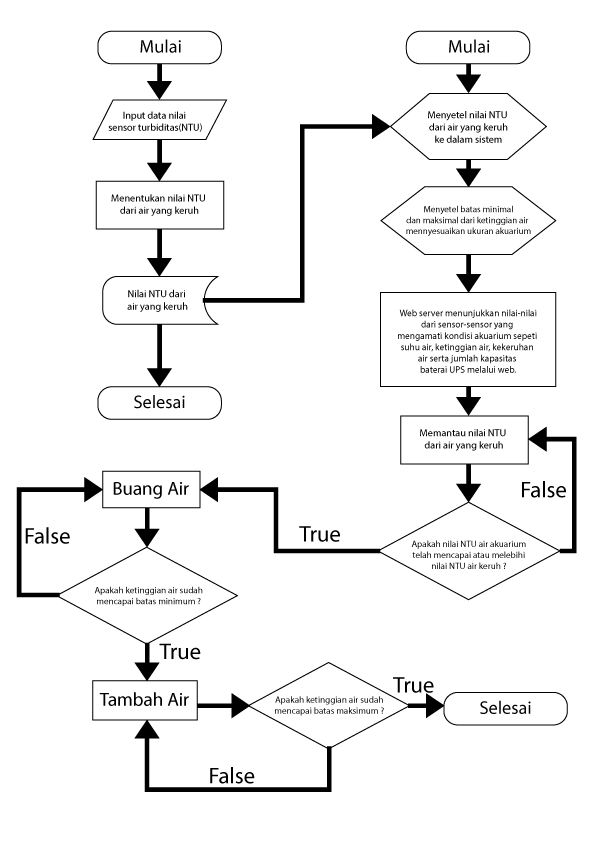 Mulai
Input data nilai
sensor turbiditas(NTU)
Menentukan nilai NTU
dari air yang keruh
Nilai NTU dari
air yang keruh
Selesai
Mulai
Menyetel nilai NTU
dari air yang keruh
ke dalam sistem
Menyetel batas minimal
dan maksimal dari ketinggian air
mennyesuaikan ukuran akuarium
Web server menunjukkan nilai-nilai
dari sensor-sensor yang
mengamati kondisi akuarium sepeti
suhu air, ketinggian air, kekeruhan
air serta jumlah kapasitas
baterai UPS melalui web.
Memantau nilai NTU
dari air yang keruh
False
Apakah nilai NTU air akuarium
telah mencapai atau melebihi
nilai NTU air keruh ?
True
Buang Air
False
Apakah ketinggian air sudah
mencapai batas minimum ?
True
Tambah Air
Apakah ketinggian air sudah
mencapai batas maksimum ?
True
Selesai
False